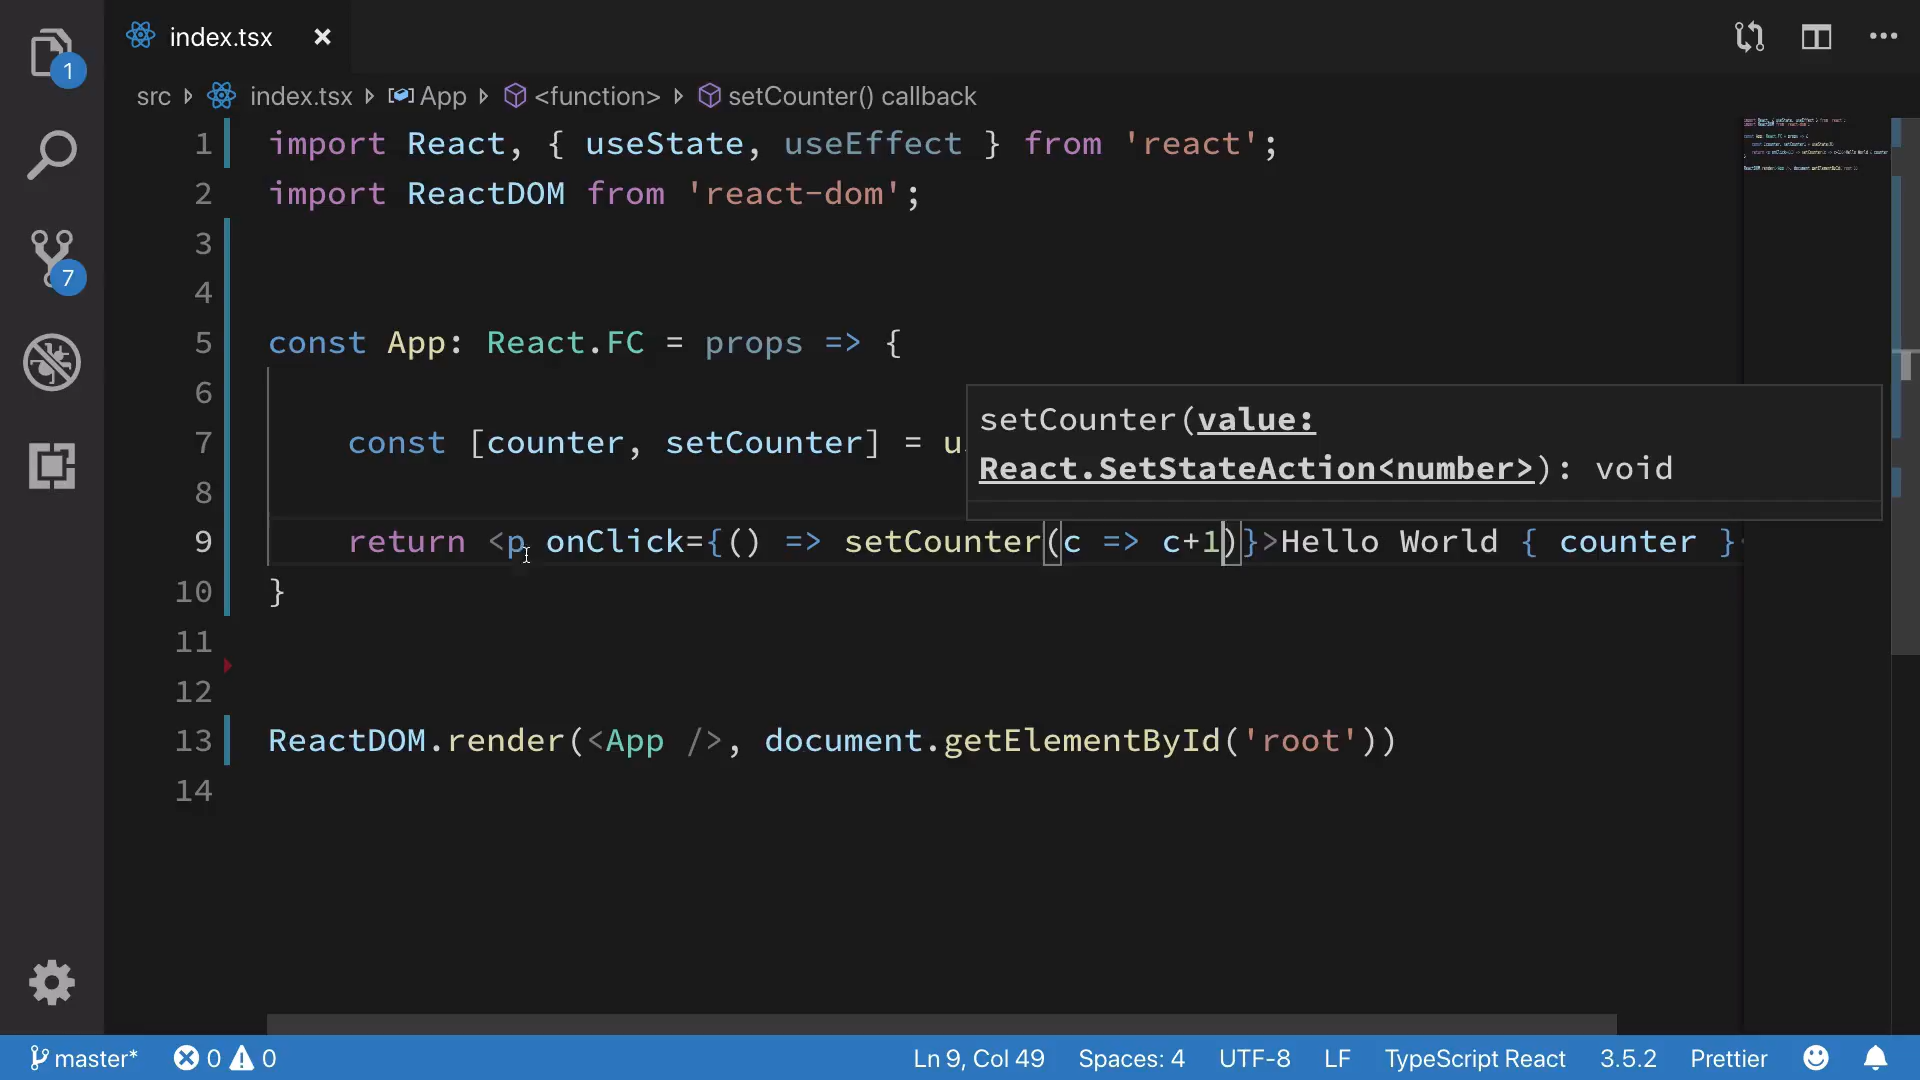 index.tsx
1
src index.tsx App <function> setCounter() callback
1 import React, { useState, useEffect } from 'react';
2 import ReactDOM from 'react-dom';
3
4
5 const App: React.FC = props => {
6
setCounter(value:
7 const [counter, setCounter] = u
React.SetStateAction<number>): void
8
9 return <p onClick={() => setCounter(c => c+1)}>Hello World { counter }
10 }
11
12
13 ReactDOM.render(<App />, document.getElementById('root'))
14
7
master* 0 0 Ln 9, Col 49 Spaces: 4 UTF-8 LF TypeScript React 3.5.2 Prettier